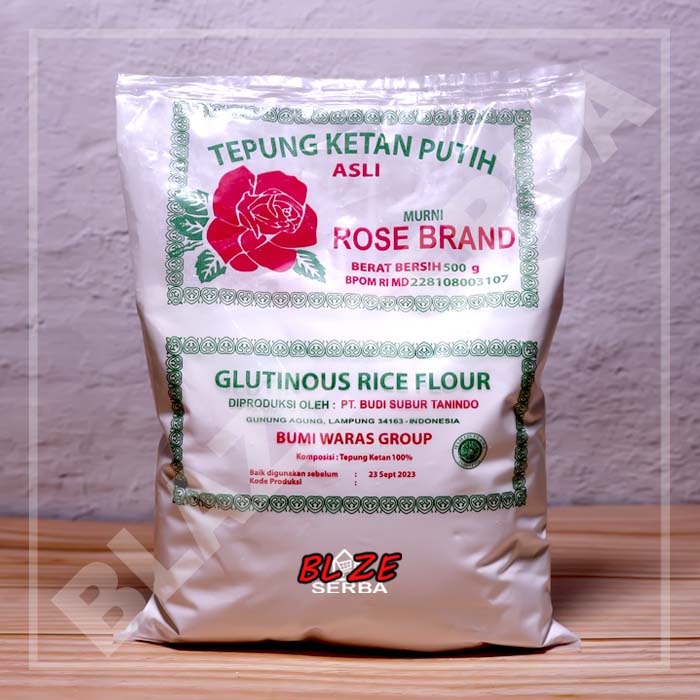 TEPUNG KETAN PUTIH
ASLI
MURNI
ROSE BRAND
BERAT BERSIH 500 g
BPOM RI MD 228108003107
GLUTINOUS RICE FLOUR
DIPRODUKSI OLEH : PT. BUDI SUBUR TANINDO
GUNUNG AGUNG, LAMPUNG 34163 - INDONESIA
BUMI WARAS GROUP
Komposisi : Tepung Ketan 100%
Baik digunakan sebelum : 23 Sept 2023
Kode Produksi :
BLAZE
SERBA